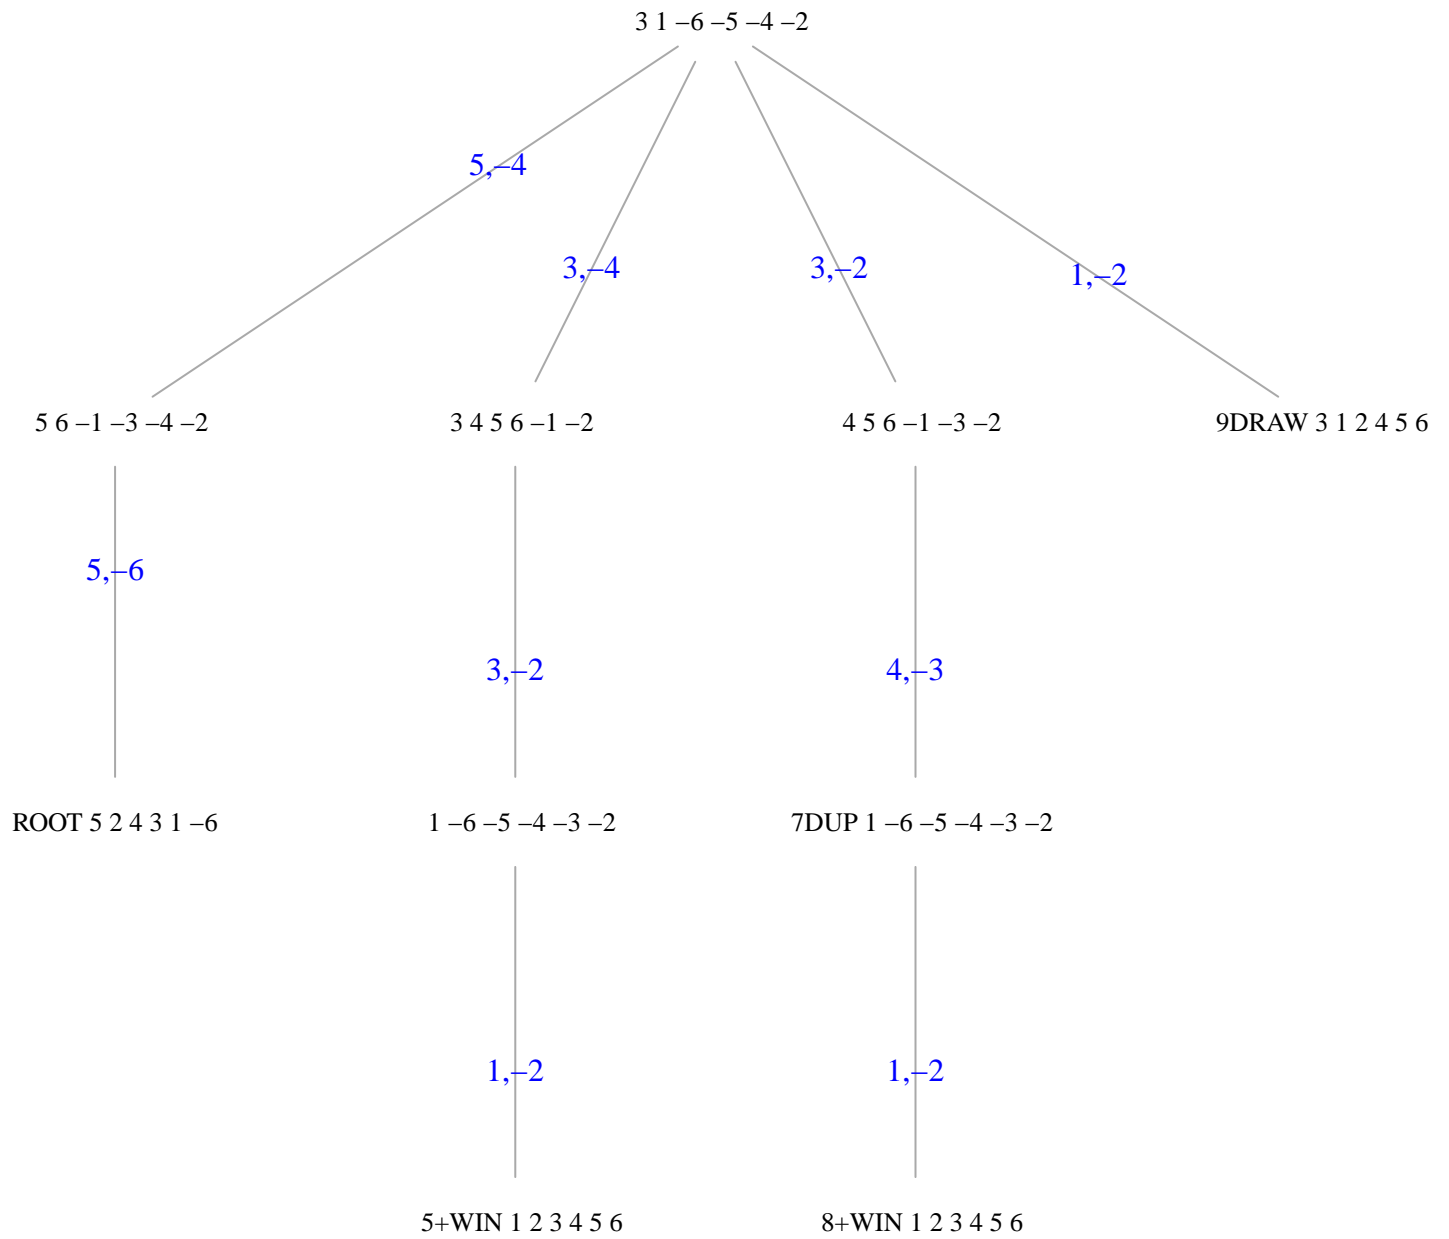 3 1 –6 –5 –4 –2
5,–4
3,–4
3,–2
1,–2
5 6 –1 –3 –4 –2
3 4 5 6 –1 –2
4 5 6 –1 –3 –2
9DRAW 3 1 2 4 5 6
5,–6
3,–2
4,–3
ROOT 5 2 4 3 1 –6
1 –6 –5 –4 –3 –2
7DUP 1 –6 –5 –4 –3 –2
1,–2
1,–2
5+WIN 1 2 3 4 5 6
8+WIN 1 2 3 4 5 6